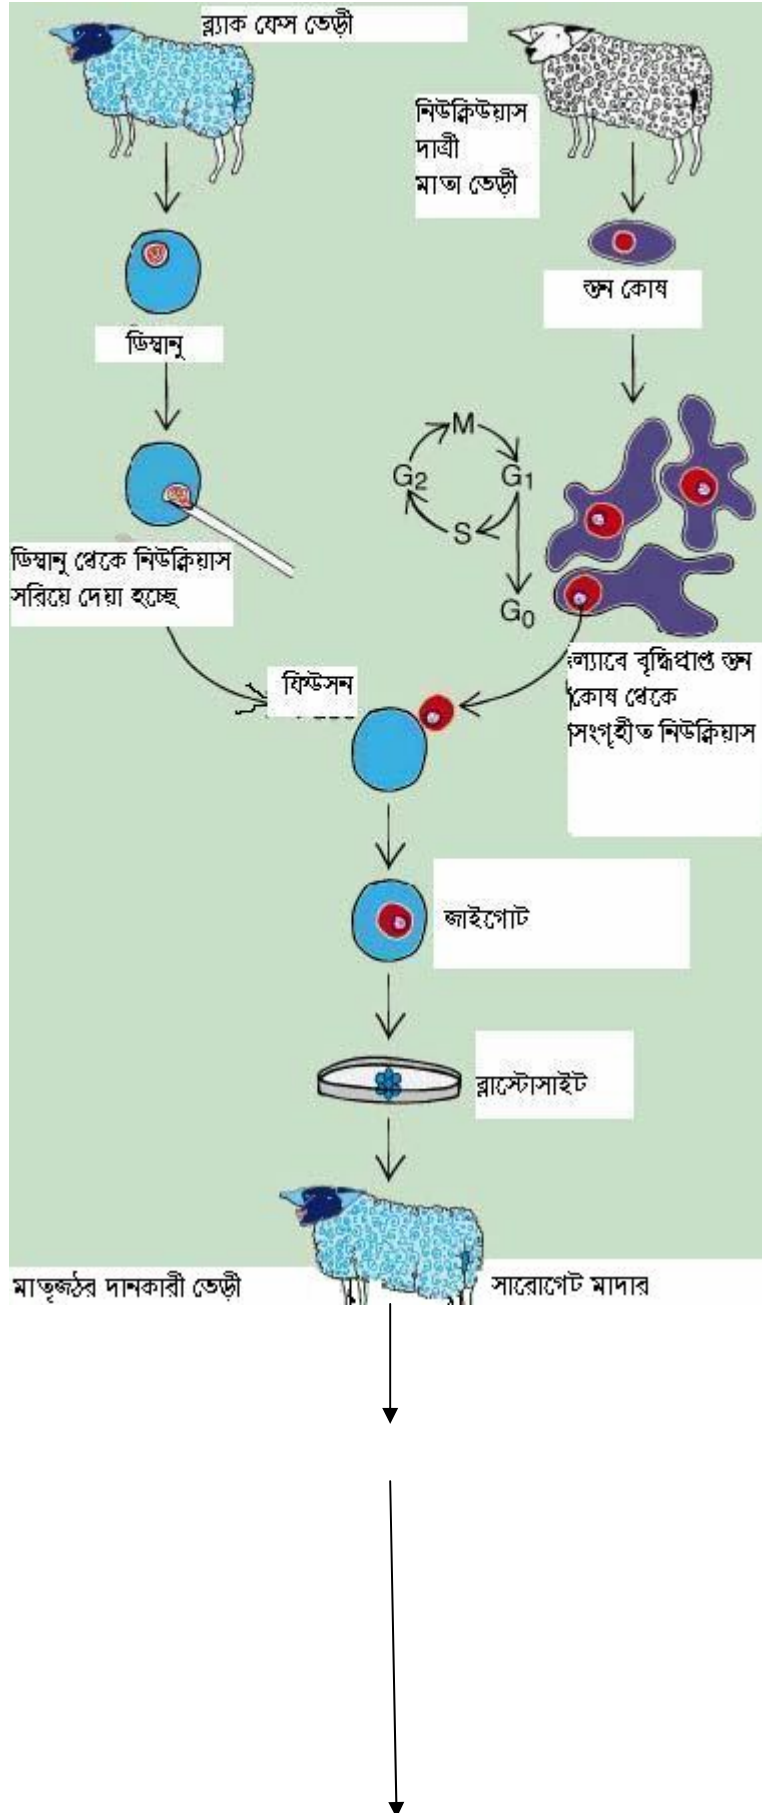 ব্ল্যাক ফেস ভেড়ী
নিউক্লিউয়াস
দাত্রী
মাতা ভেড়ী
স্তন কোষ
ডিম্বানু
M
G2
G1
S
G0
ডিম্বানু থেকে নিউক্লিয়াস
সরিয়ে দেয়া হচ্ছে
ফিউসন
ল্যাবে বৃদ্ধিপ্রাপ্ত স্তন
কোষ থেকে
সংগৃহীত নিউক্লিয়াস
জাইগোট
ব্লাস্টোসাইট
মাতৃজঠর দানকারী ভেড়ী
সারোগেট মাদার